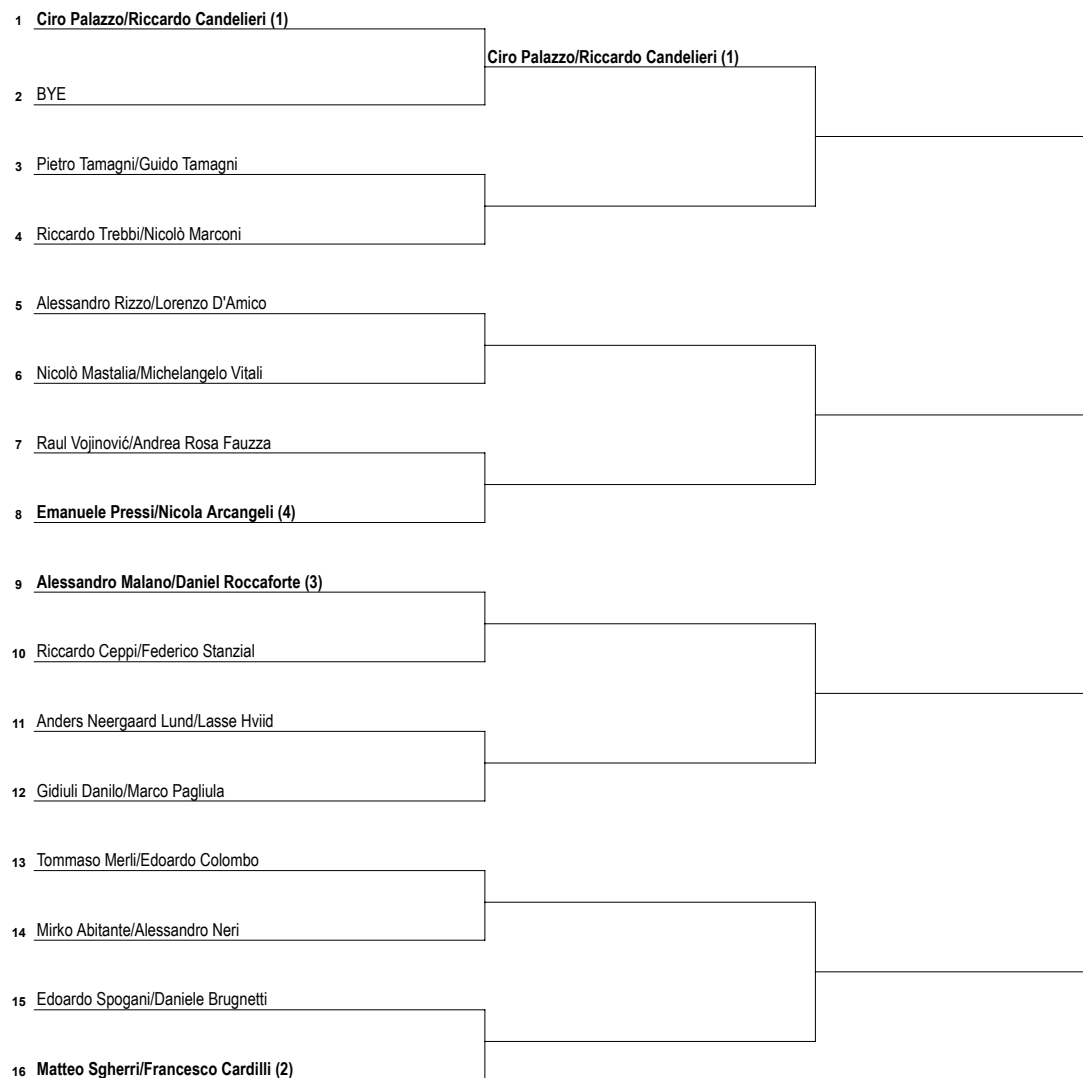 1 Ciro Palazzo/Riccardo Candelieri (1)
Ciro Palazzo/Riccardo Candelieri (1)
2 BYE
3 Pietro Tamagni/Guido Tamagni
4 Riccardo Trebbi/Nicolò Marconi
5 Alessandro Rizzo/Lorenzo D'Amico
6 Nicolò Mastalia/Michelangelo Vitali
7 Raul Vojinović/Andrea Rosa Fauzza
8 Emanuele Pressi/Nicola Arcangeli (4)
9 Alessandro Malano/Daniel Roccaforte (3)
10 Riccardo Ceppi/Federico Stanzial
11 Anders Neergaard Lund/Lasse Hviid
12 Gidiuli Danilo/Marco Pagliula
13 Tommaso Merli/Edoardo Colombo
14 Mirko Abitante/Alessandro Neri
15 Edoardo Spogani/Daniele Brugnetti
16 Matteo Sgherri/Francesco Cardilli (2)